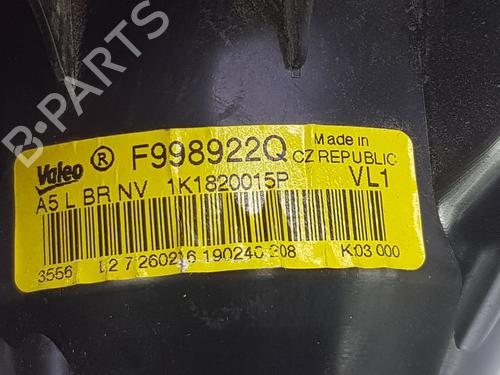 B-PARTS
Valeo ® F998922Q Made in
CZ REPUBLIC
A5 L BR NV 1K1820015P VL1
3556 L2 7 260216 190240 208 K:03 000